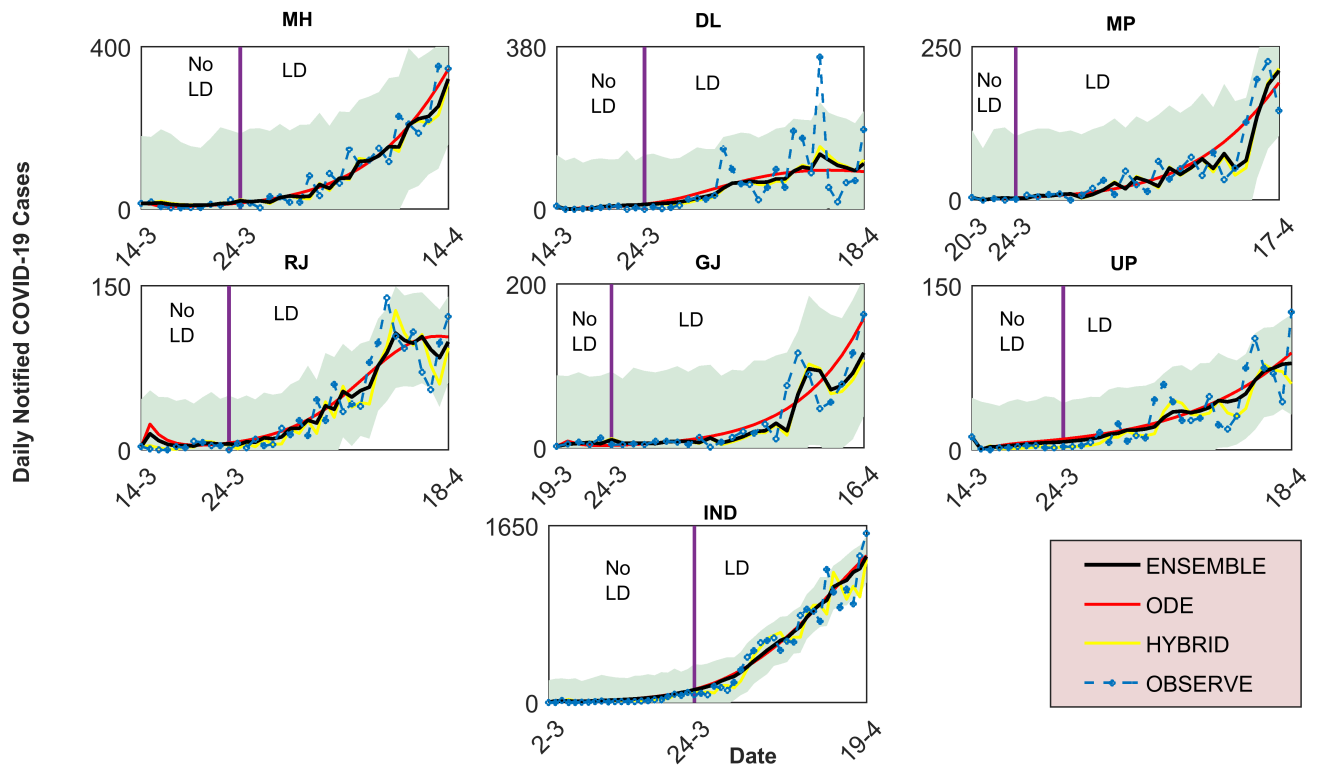 Daily Notified COVID-19 Cases
MH
400
0
No
LD
LD
14-3
24-3
14-4
DL
380
0
No
LD
LD
14-3
24-3
18-4
MP
250
0
No
LD
LD
20-3
24-3
17-4
RJ
150
0
No
LD
LD
14-3
24-3
18-4
GJ
200
0
No
LD
LD
19-3
24-3
16-4
UP
150
0
No
LD
LD
14-3
24-3
18-4
IND
1650
0
No
LD
LD
2-3
24-3
19-4
Date
ENSEMBLE
ODE
HYBRID
OBSERVE